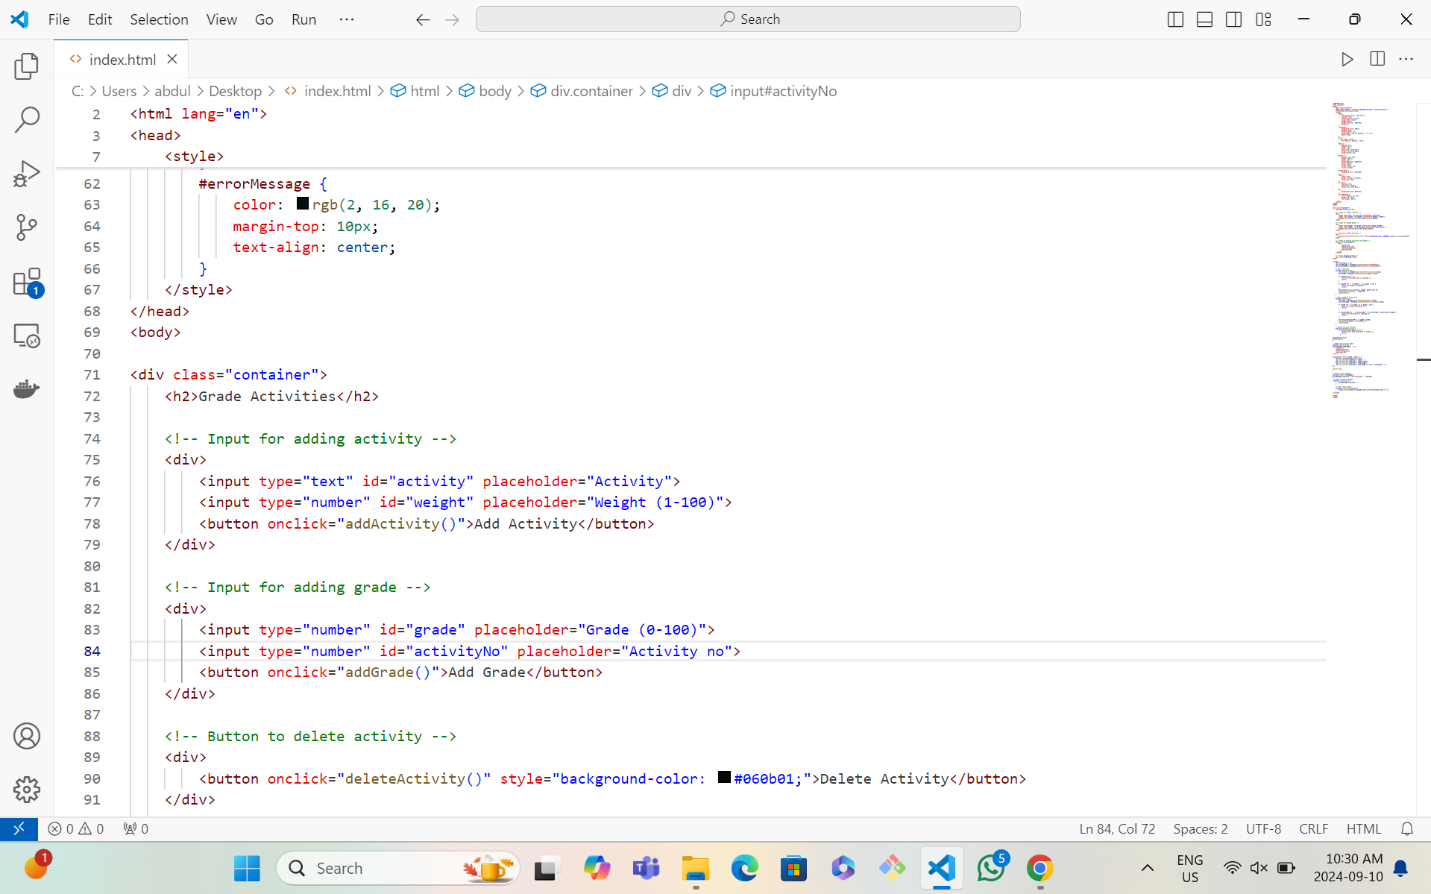 File Edit Selection View Go Run ···
Search
index.html
C: > Users > abdul > Desktop > index.html > html > body > div.container > div > input#activityNo
2 <html lang="en">
3 <head>
7 <style>
62 #errorMessage {
63 color: rgb(2, 16, 20);
64 margin-top: 10px;
65 text-align: center;
66 }
67 </style>
68 </head>
69 <body>
70
71 <div class="container">
72 <h2>Grade Activities</h2>
73
74 <!-- Input for adding activity -->
75 <div>
76 <input type="text" id="activity" placeholder="Activity">
77 <input type="number" id="weight" placeholder="Weight (1-100)">
78 <button onclick="addActivity()">Add Activity</button>
79 </div>
80
81 <!-- Input for adding grade -->
82 <div>
83 <input type="number" id="grade" placeholder="Grade (0-100)">
84 <input type="number" id="activityNo" placeholder="Activity no">
85 <button onclick="addGrade()">Add Grade</button>
86 </div>
87
88 <!-- Button to delete activity -->
89 <div>
90 <button onclick="deleteActivity()" style="background-color: #060b01;">Delete Activity</button>
91 </div>
1
0 0 0
Ln 84, Col 72 Spaces: 2 UTF-8 CRLF HTML
1
Search
5
ENG
US
10:30 AM
2024-09-10